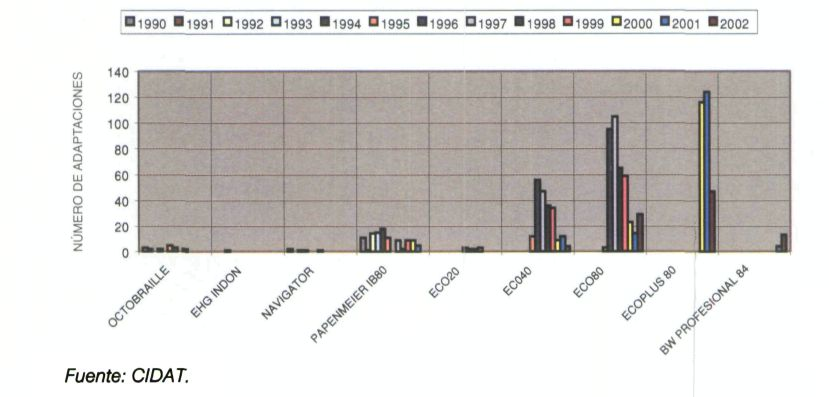 1990 1991 1992 1993 1994 1995 1996 1997 1998 1999 2000 2001 2002
NÚMERO DE ADAPTACIONES
140
120
100
80
60
40
20
0
OCTOBRAILLE
EHG INDON
NAVIGATOR
PAPENMEIER IB80
ECO20
ECO40
ECO80
ECOPLUS 80
BW PROFESIONAL 84
Fuente: CIDAT.